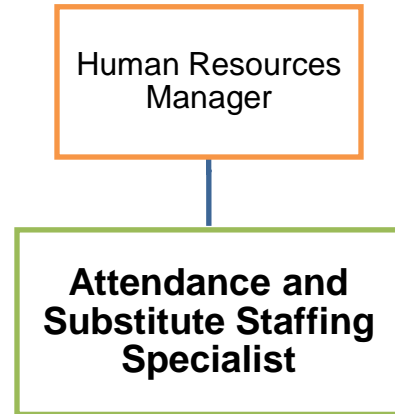 Human Resources
Manager
Attendance and
Substitute Staffing
Specialist